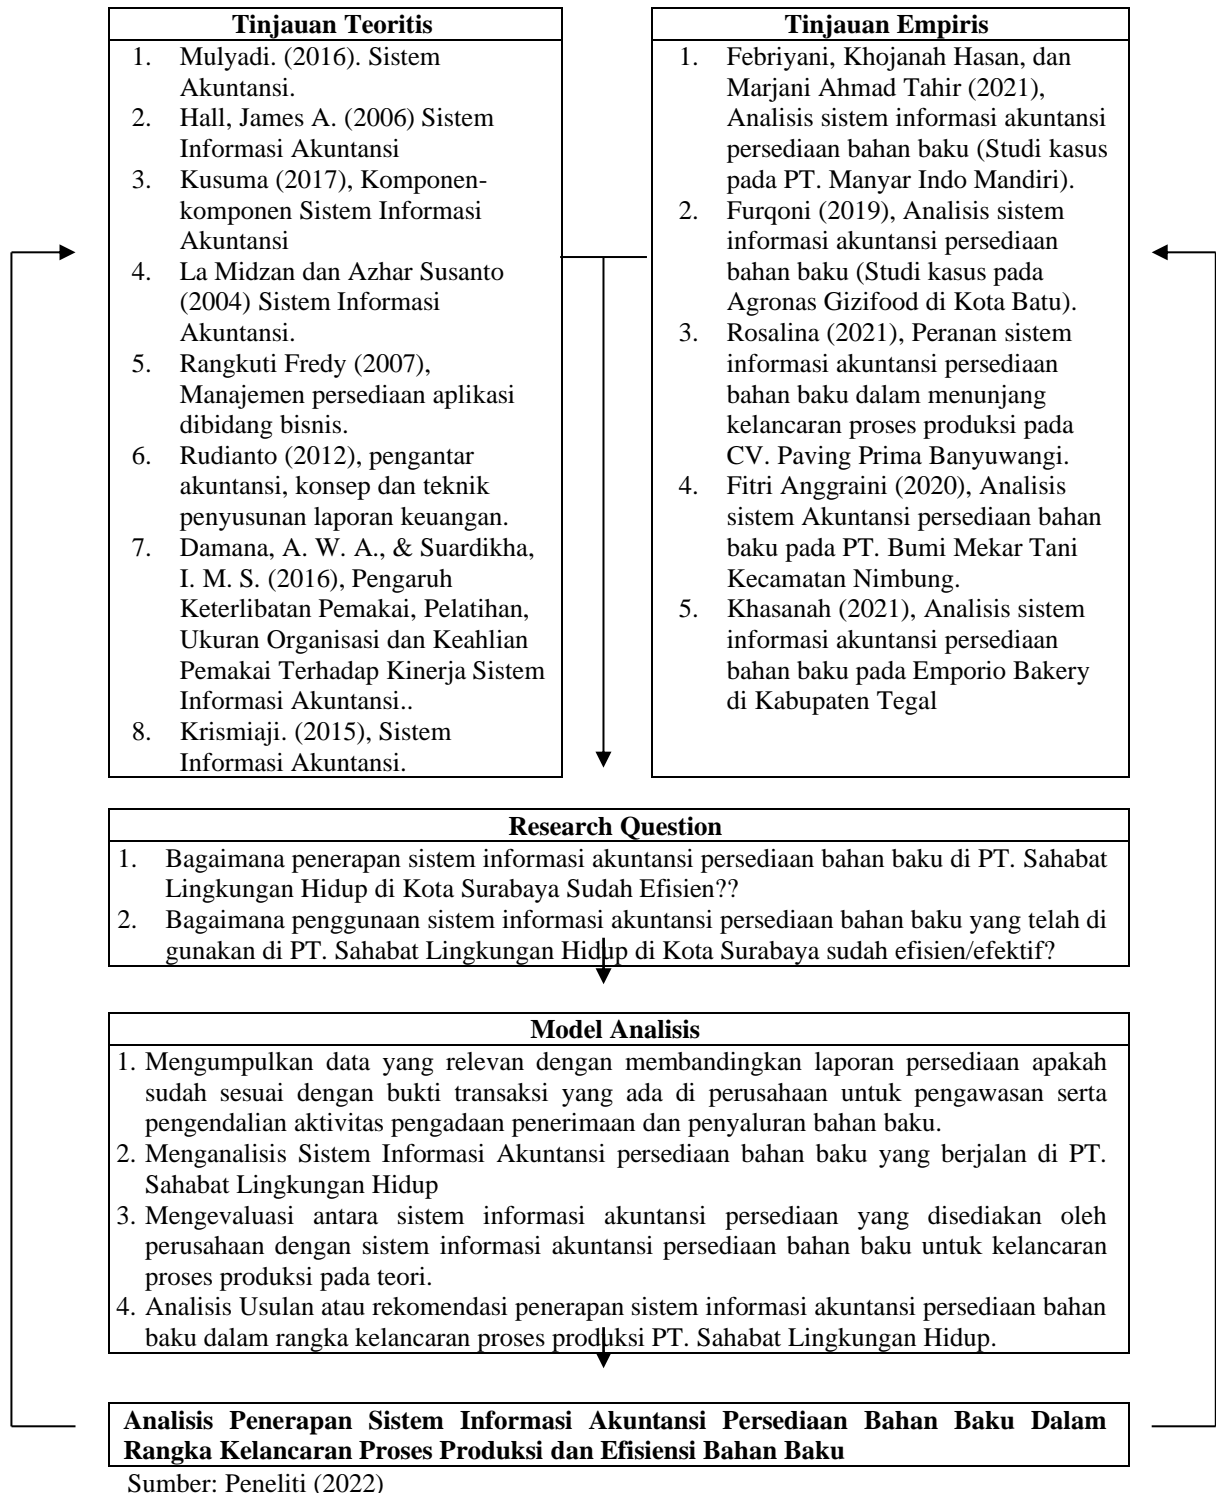 Tinjauan Teoritis
1. Mulyadi. (2016). Sistem
Akuntansi.
2. Hall, James A. (2006) Sistem
Informasi Akuntansi
3. Kusuma (2017), Komponen-
komponen Sistem Informasi
Akuntansi
4. La Midzan dan Azhar Susanto
(2004) Sistem Informasi
Akuntansi.
5. Rangkuti Fredy (2007),
Manajemen persediaan aplikasi
dibidang bisnis.
6. Rudianto (2012), pengantar
akuntansi, konsep dan teknik
penyusunan laporan keuangan.
7. Damana, A. W. A., & Suardikha,
I. M. S. (2016), Pengaruh
Keterlibatan Pemakai, Pelatihan,
Ukuran Organisasi dan Keahlian
Pemakai Terhadap Kinerja Sistem
Informasi Akuntansi..
8. Krismiaji. (2015), Sistem
Informasi Akuntansi.
Tinjauan Empiris
1. Febriyani, Khojanah Hasan, dan
Marjani Ahmad Tahir (2021),
Analisis sistem informasi akuntansi
persediaan bahan baku (Studi kasus
pada PT. Manyar Indo Mandiri).
2. Furqoni (2019), Analisis sistem
informasi akuntansi persediaan
bahan baku (Studi kasus pada
Agronas Gizifood di Kota Batu).
3. Rosalina (2021), Peranan sistem
informasi akuntansi persediaan
bahan baku dalam menunjang
kelancaran proses produksi pada
CV. Paving Prima Banyuwangi.
4. Fitri Anggraini (2020), Analisis
sistem Akuntansi persediaan bahan
baku pada PT. Bumi Mekar Tani
Kecamatan Nimbung.
5. Khasanah (2021), Analisis sistem
informasi akuntansi persediaan
bahan baku pada Emporio Bakery
di Kabupaten Tegal
Research Question
1. Bagaimana penerapan sistem informasi akuntansi persediaan bahan baku di PT. Sahabat
Lingkungan Hidup di Kota Surabaya Sudah Efisien??
2. Bagaimana penggunaan sistem informasi akuntansi persediaan bahan baku yang telah di
gunakan di PT. Sahabat Lingkungan Hidup di Kota Surabaya sudah efisien/efektif?
Model Analisis
1. Mengumpulkan data yang relevan dengan membandingkan laporan persediaan apakah
sudah sesuai dengan bukti transaksi yang ada di perusahaan untuk pengawasan serta
pengendalian aktivitas pengadaan penerimaan dan penyaluran bahan baku.
2. Menganalisis Sistem Informasi Akuntansi persediaan bahan baku yang berjalan di PT.
Sahabat Lingkungan Hidup
3. Mengevaluasi antara sistem informasi akuntansi persediaan yang disediakan oleh
perusahaan dengan sistem informasi akuntansi persediaan bahan baku untuk kelancaran
proses produksi pada teori.
4. Analisis Usulan atau rekomendasi penerapan sistem informasi akuntansi persediaan bahan
baku dalam rangka kelancaran proses produksi PT. Sahabat Lingkungan Hidup.
Analisis Penerapan Sistem Informasi Akuntansi Persediaan Bahan Baku Dalam
Rangka Kelancaran Proses Produksi dan Efisiensi Bahan Baku
Sumber: Peneliti (2022)